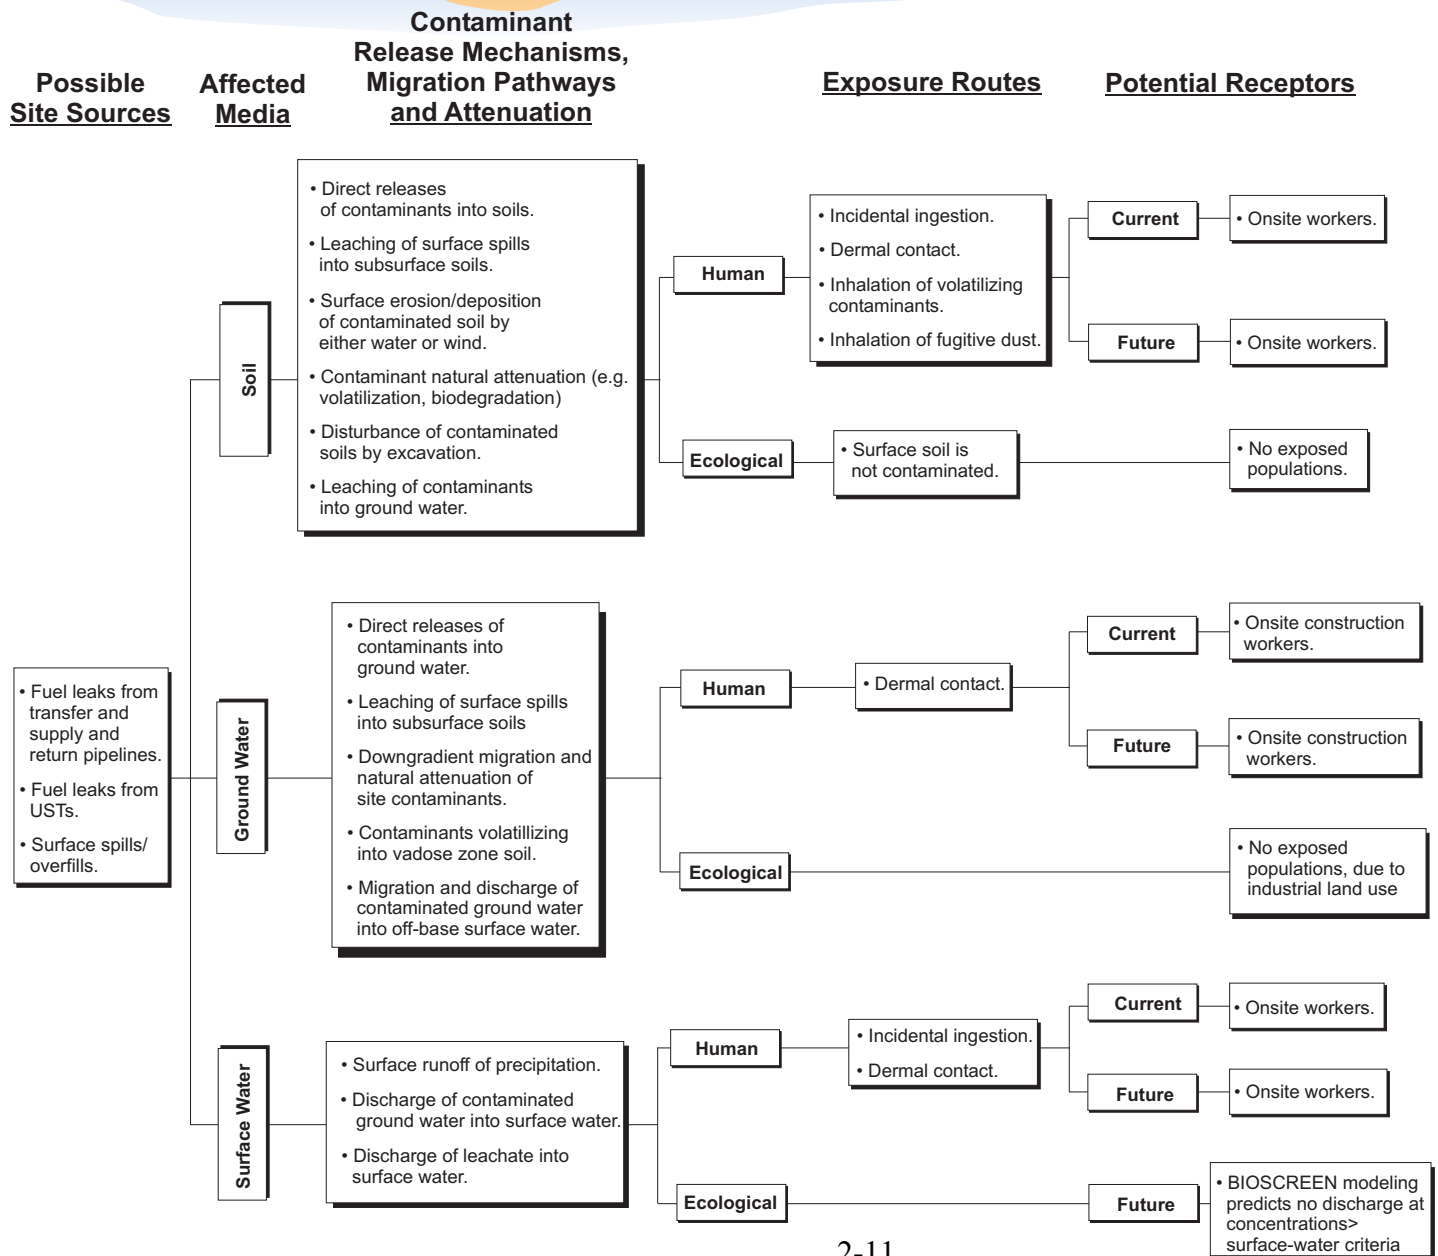 Contaminant
Release Mechanisms,
Migration Pathways
and Attenuation
Possible
Site Sources
Affected
Media
Exposure Routes
Potential Receptors
• Fuel leaks from
transfer and
supply and
return pipelines.
• Fuel leaks from
USTs.
• Surface spills/
overfills.
Soil
• Direct releases
of contaminants into soils.
• Leaching of surface spills
into subsurface soils.
• Surface erosion/deposition
of contaminated soil by
either water or wind.
• Contaminant natural attenuation (e.g.
volatilization, biodegradation)
• Disturbance of contaminated
soils by excavation.
• Leaching of contaminants
into ground water.
Human
• Incidental ingestion.
• Dermal contact.
• Inhalation of volatilizing
contaminants.
• Inhalation of fugitive dust.
Current
• Onsite workers.
Future
• Onsite workers.
Ecological
• Surface soil is
not contaminated.
• No exposed
populations.
Ground Water
• Direct releases of
contaminants into
ground water.
• Leaching of surface spills
into subsurface soils
• Downgradient migration and
natural attenuation of
site contaminants.
• Contaminants volatillizing
into vadose zone soil.
• Migration and discharge of
contaminated ground water
into off-base surface water.
Human
• Dermal contact.
Current
• Onsite construction
workers.
Future
• Onsite construction
workers.
Ecological
• No exposed
populations, due to
industrial land use
Surface Water
• Surface runoff of precipitation.
• Discharge of contaminated
ground water into surface water.
• Discharge of leachate into
surface water.
Human
• Incidental ingestion.
• Dermal contact.
Current
• Onsite workers.
Future
• Onsite workers.
Ecological
Future
• BIOSCREEN modeling
predicts no discharge at
concentrations>
surface-water criteria
2-11